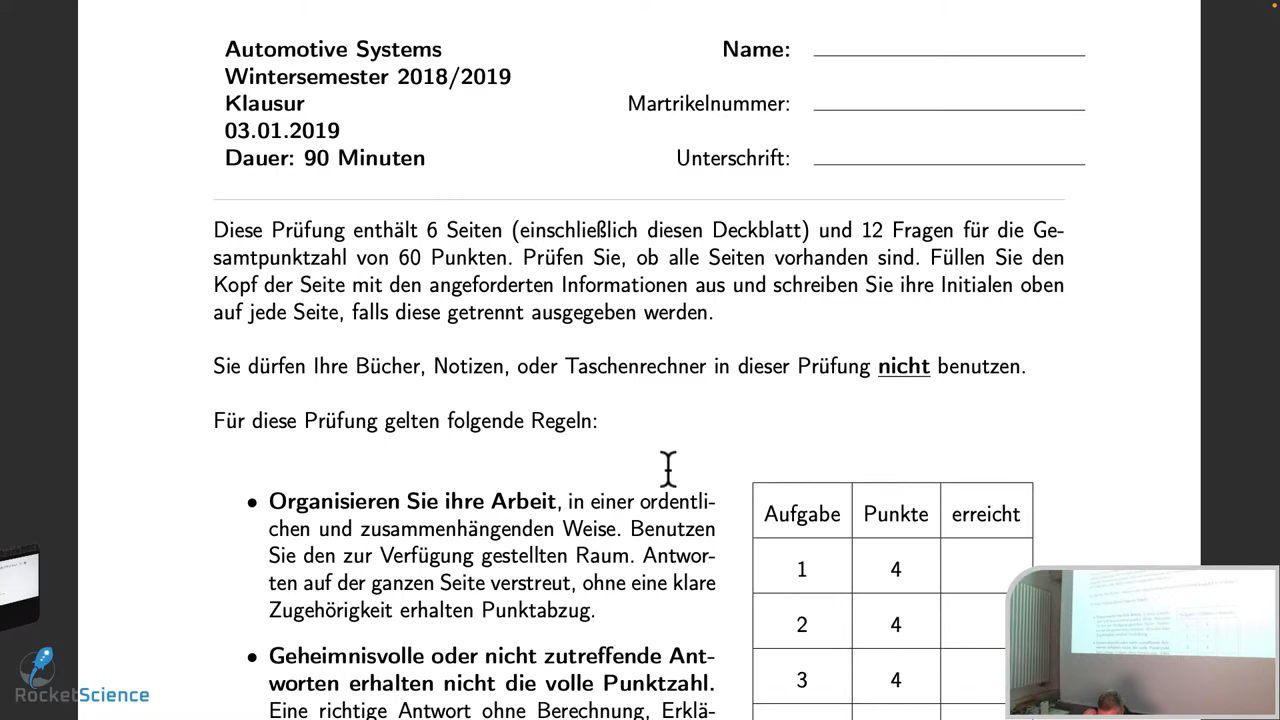 Automotive Systems
Wintersemester 2018/2019
Klausur
03.01.2019
Dauer: 90 Minuten
Name:
Martrikelnummer:
Unterschrift:
Diese Prüfung enthält 6 Seiten (einschließlich diesen Deckblatt) und 12 Fragen für die Ge-
samtpunktzahl von 60 Punkten. Prüfen Sie, ob alle Seiten vorhanden sind. Füllen Sie den
Kopf der Seite mit den angeforderten Informationen aus und schreiben Sie ihre Initialen oben
auf jede Seite, falls diese getrennt ausgegeben werden.
Sie dürfen Ihre Bücher, Notizen, oder Taschenrechner in dieser Prüfung nicht benutzen.
Für diese Prüfung gelten folgende Regeln:
• Organisieren Sie ihre Arbeit, in einer ordentli-
chen und zusammenhängenden Weise. Benutzen
Sie den zur Verfügung gestellten Raum. Antwor-
ten auf der ganzen Seite verstreut, ohne eine klare
Zugehörigkeit erhalten Punktabzug.
• Geheimnisvolle oder nicht zutreffende Ant-
worten erhalten nicht die volle Punktzahl.
Eine richtige Antwort ohne Berechnung, Erklä-
Aufgabe Punkte erreicht
1 4
2 4
3 4
RocketScience